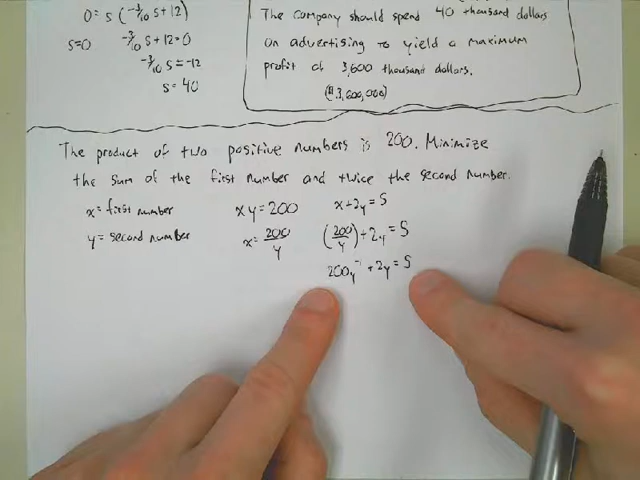 0 = s (-3/10 s + 12)
s=0 -3/10 s + 12 = 0
-3/10 s = -12
s = 40
The company should spend 40 thousand dollars
on advertising to yield a maximum
profit of 3,600 thousand dollars.
($3,600,000)
The product of two positive numbers is 200. Minimize
the sum of the first number and twice the second number.
x = first number xy = 200 x + 2y = S
y = second number x = 200/y (200/y) + 2y = S
200y⁻¹ + 2y = S